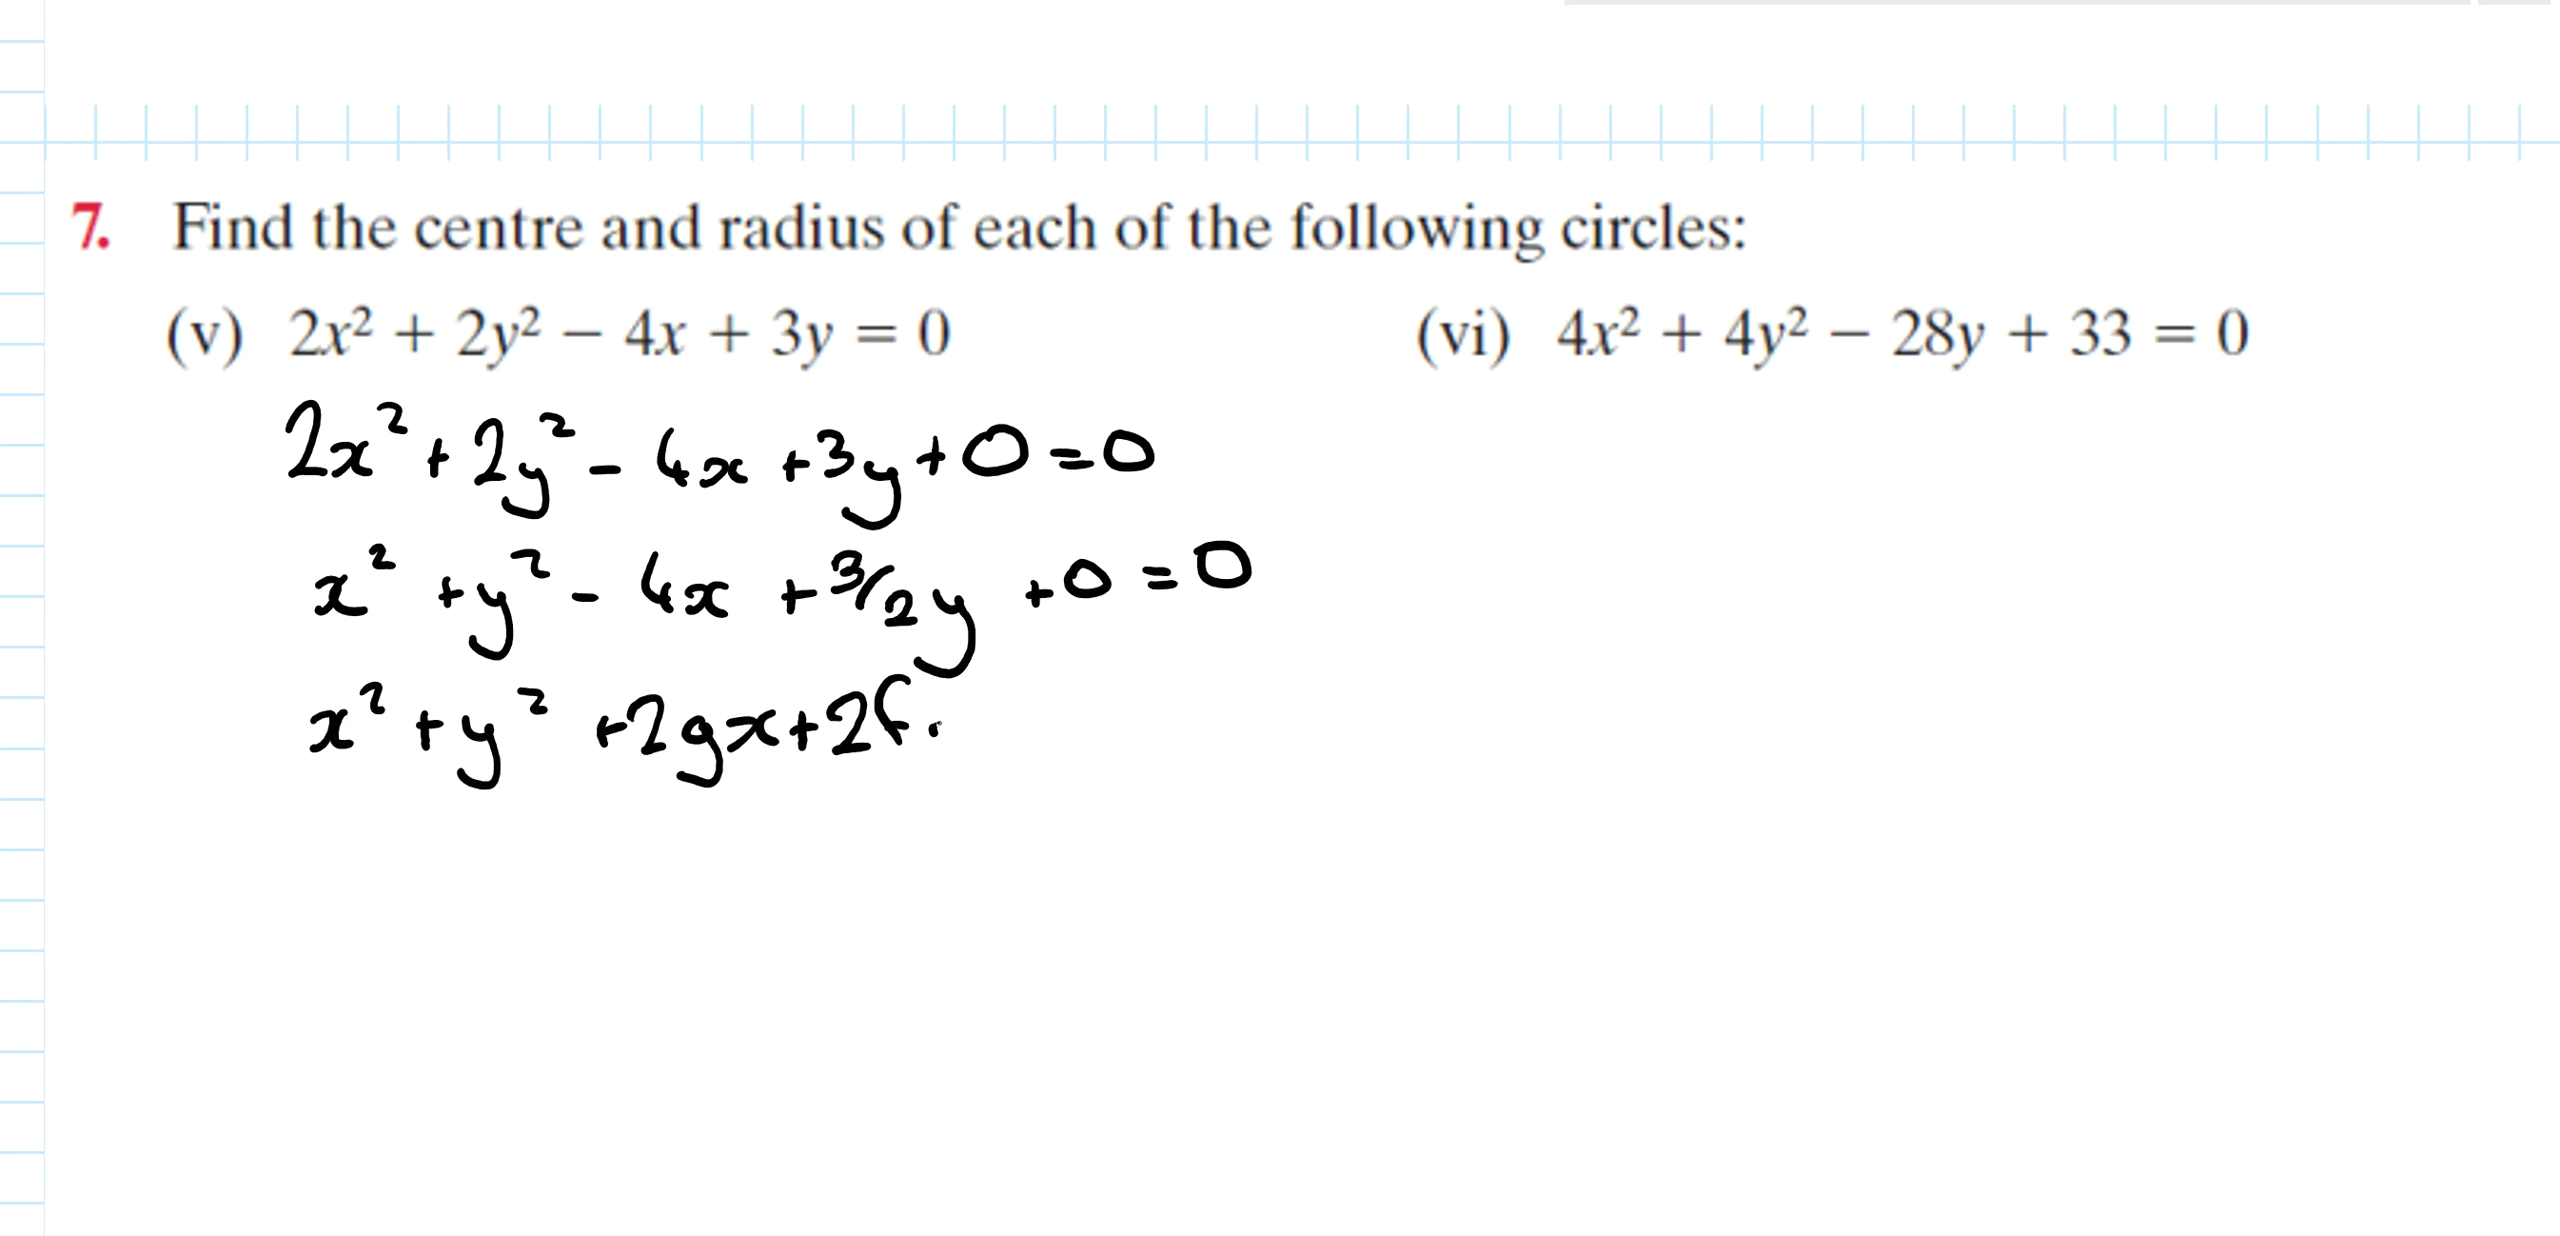 7. Find the centre and radius of each of the following circles:
(v) 2x² + 2y² − 4x + 3y = 0 (vi) 4x² + 4y² − 28y + 33 = 0
2x² + 2y² - 4x + 3y + 0 = 0
x² + y² - 4x + 3/2y + 0 = 0
x² + y² + 2gx + 2f